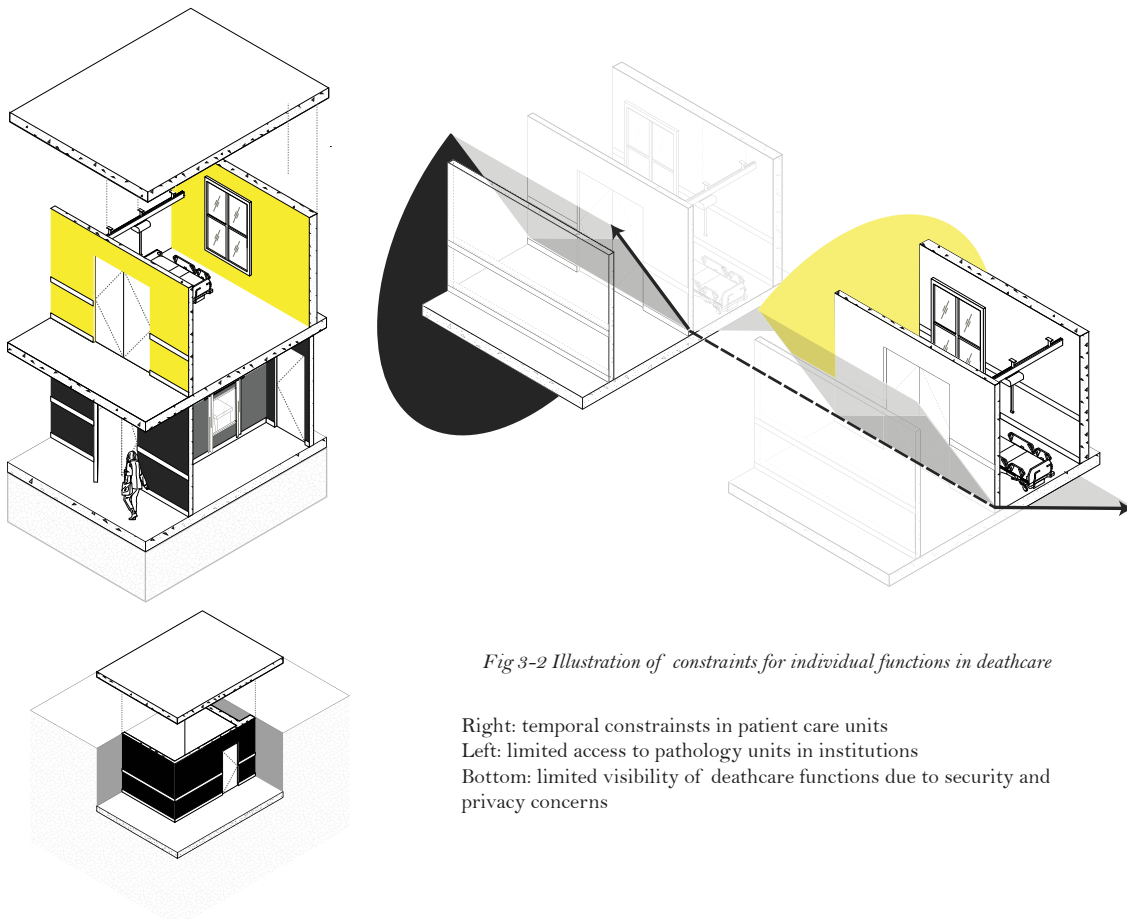 Fig 3-2 Illustration of constraints for individual functions in deathcare
Right: temporal constrainsts in patient care units
Left: limited access to pathology units in institutions
Bottom: limited visibility of deathcare functions due to security and
privacy concerns